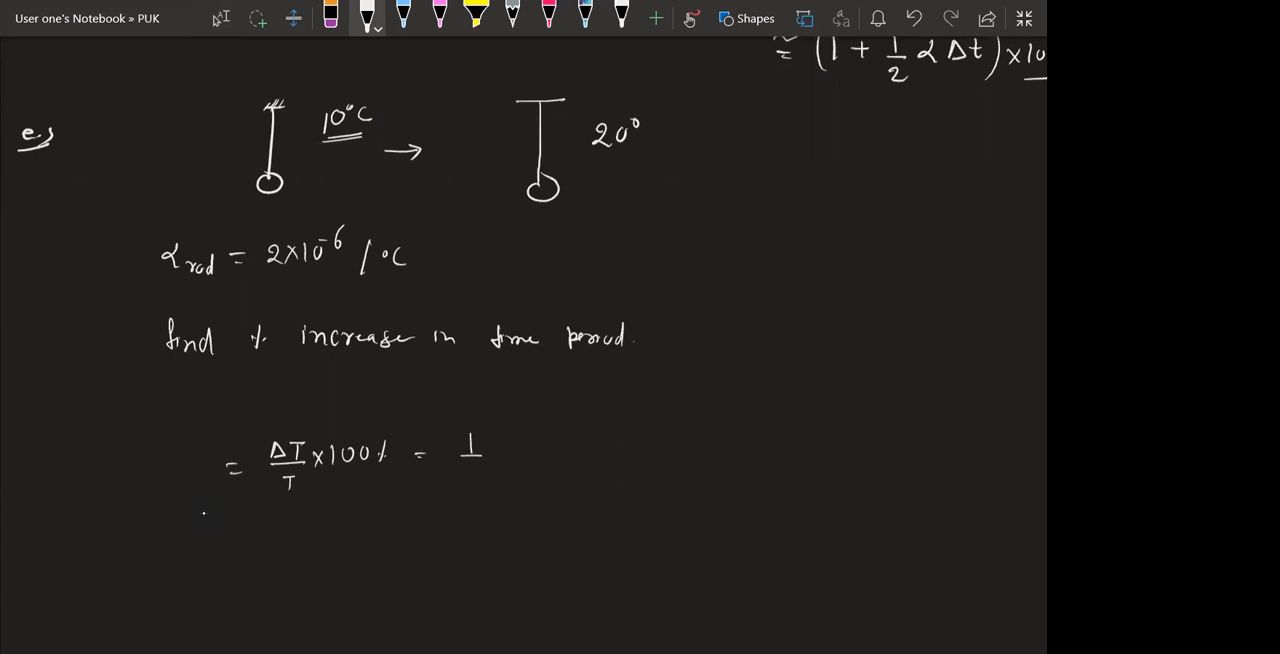 User one's Notebook » PUK
Shapes
≅ (1 + 1/2 α Δt) × 10
e.g
10°C → 20°
α rod = 2×10^-6 / °C
find % increase in time period.
= ΔT/T × 100% = 1